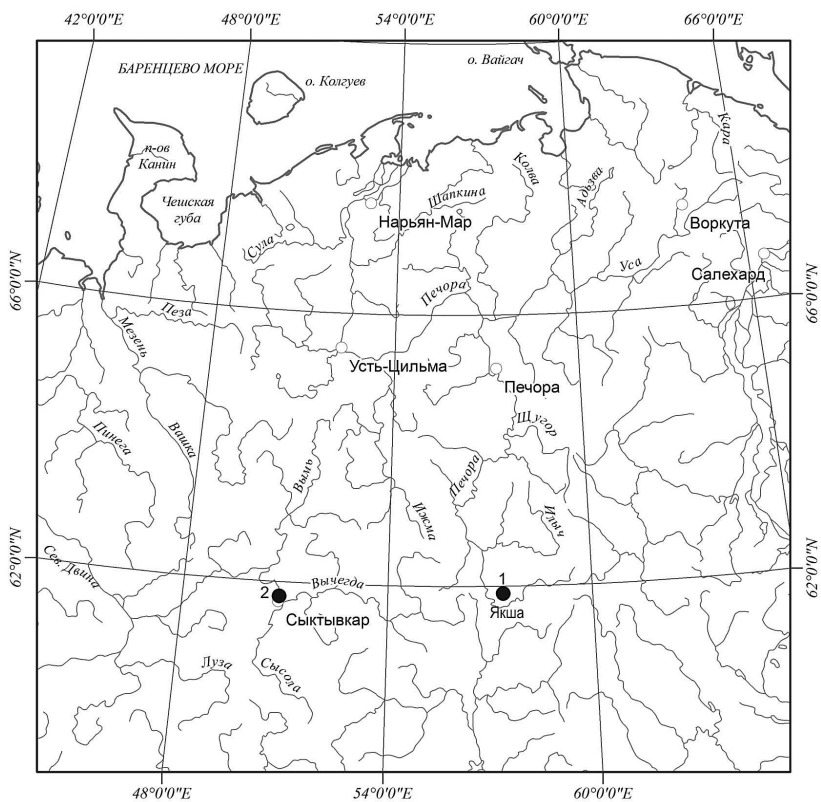 42°0'0"E
48°0'0"E
54°0'0"E
60°0'0"E
66°0'0"E
БАРЕНЦЕВО МОРЕ
о. Колгуев
о. Вайгач
п-ов
Канин
Чешская
губа
Кара
Колва
Адьзва
Шапкина
Нарьян-Мар
Воркута
Сула
Уса
Салехард
Печора
66°0'0"N
66°0'0"N
Пеза
Мезень
Усть-Цильма
Печора
Щугор
Пинега
Вашка
Вымь
Печора
Ижма
Илыч
62°0'0"N
62°0'0"N
Сев. Двина
Вычегда
1
2
Якша
Сыктывкар
Луза
Сысола
48°0'0"E
54°0'0"E
60°0'0"E